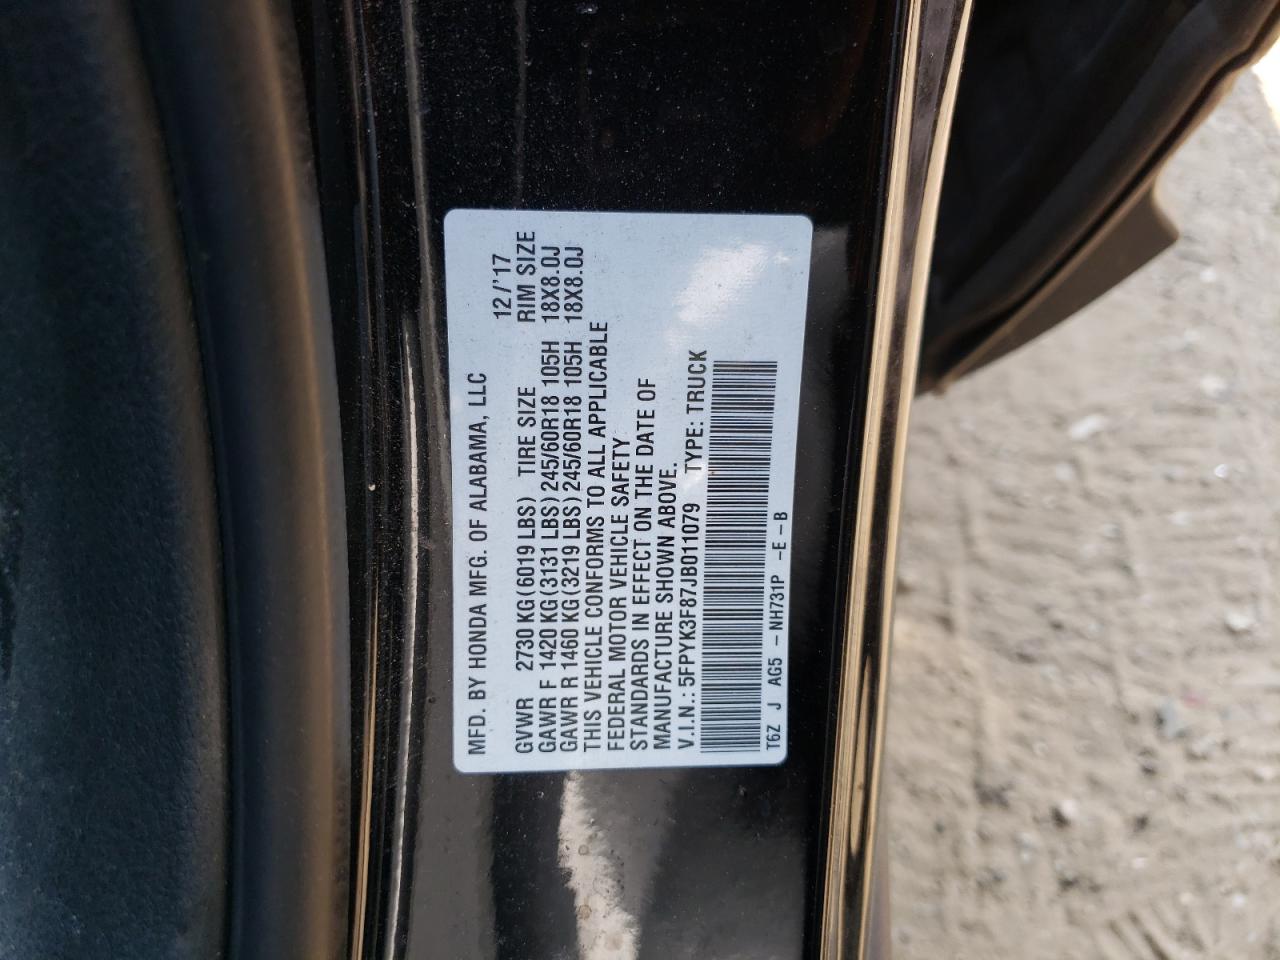 MFD. BY HONDA MFG. OF ALABAMA, LLC 12/'17
GVWR 2730 KG(6019 LBS) TIRE SIZE RIM SIZE
GAWR F 1420 KG(3131 LBS) 245/60R18 105H 18X8.0J
GAWR R 1460 KG(3219 LBS) 245/60R18 105H 18X8.0J
THIS VEHICLE CONFORMS TO ALL APPLICABLE
FEDERAL MOTOR VEHICLE SAFETY
STANDARDS IN EFFECT ON THE DATE OF
MANUFACTURE SHOWN ABOVE.
V.I.N.: 5FPYK3F87JB011079 TYPE: TRUCK
T6Z J AG5 - NH731P -E -B